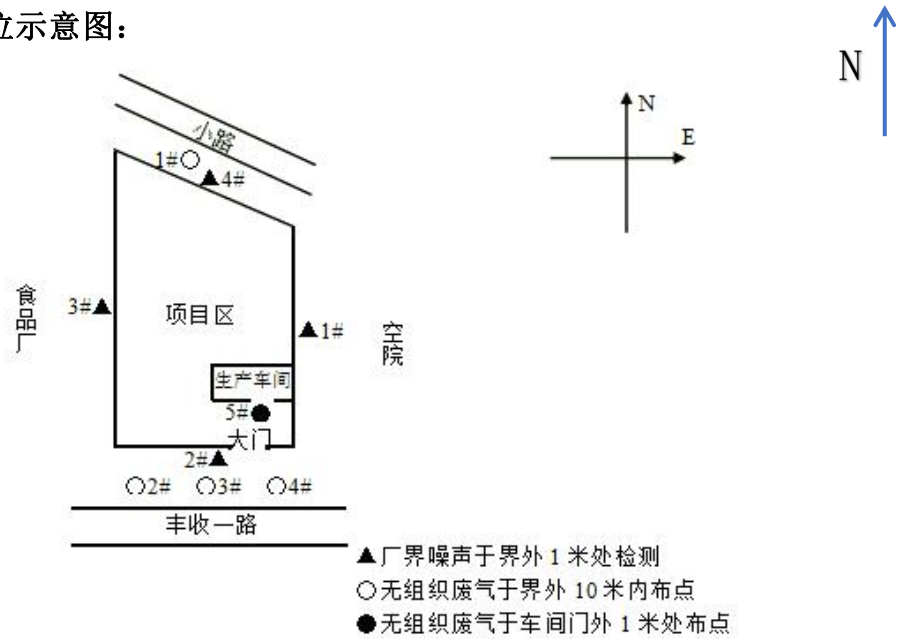 位示意图：
N
N
E
小路
1#
4#
食品厂
3#
项目区
1#
空院
生产车间
5#
大门
2#
2# 3# 4#
丰收一路
▲厂界噪声于界外 1 米处检测
○无组织废气于界外 10 米内布点
●无组织废气于车间门外 1 米处布点